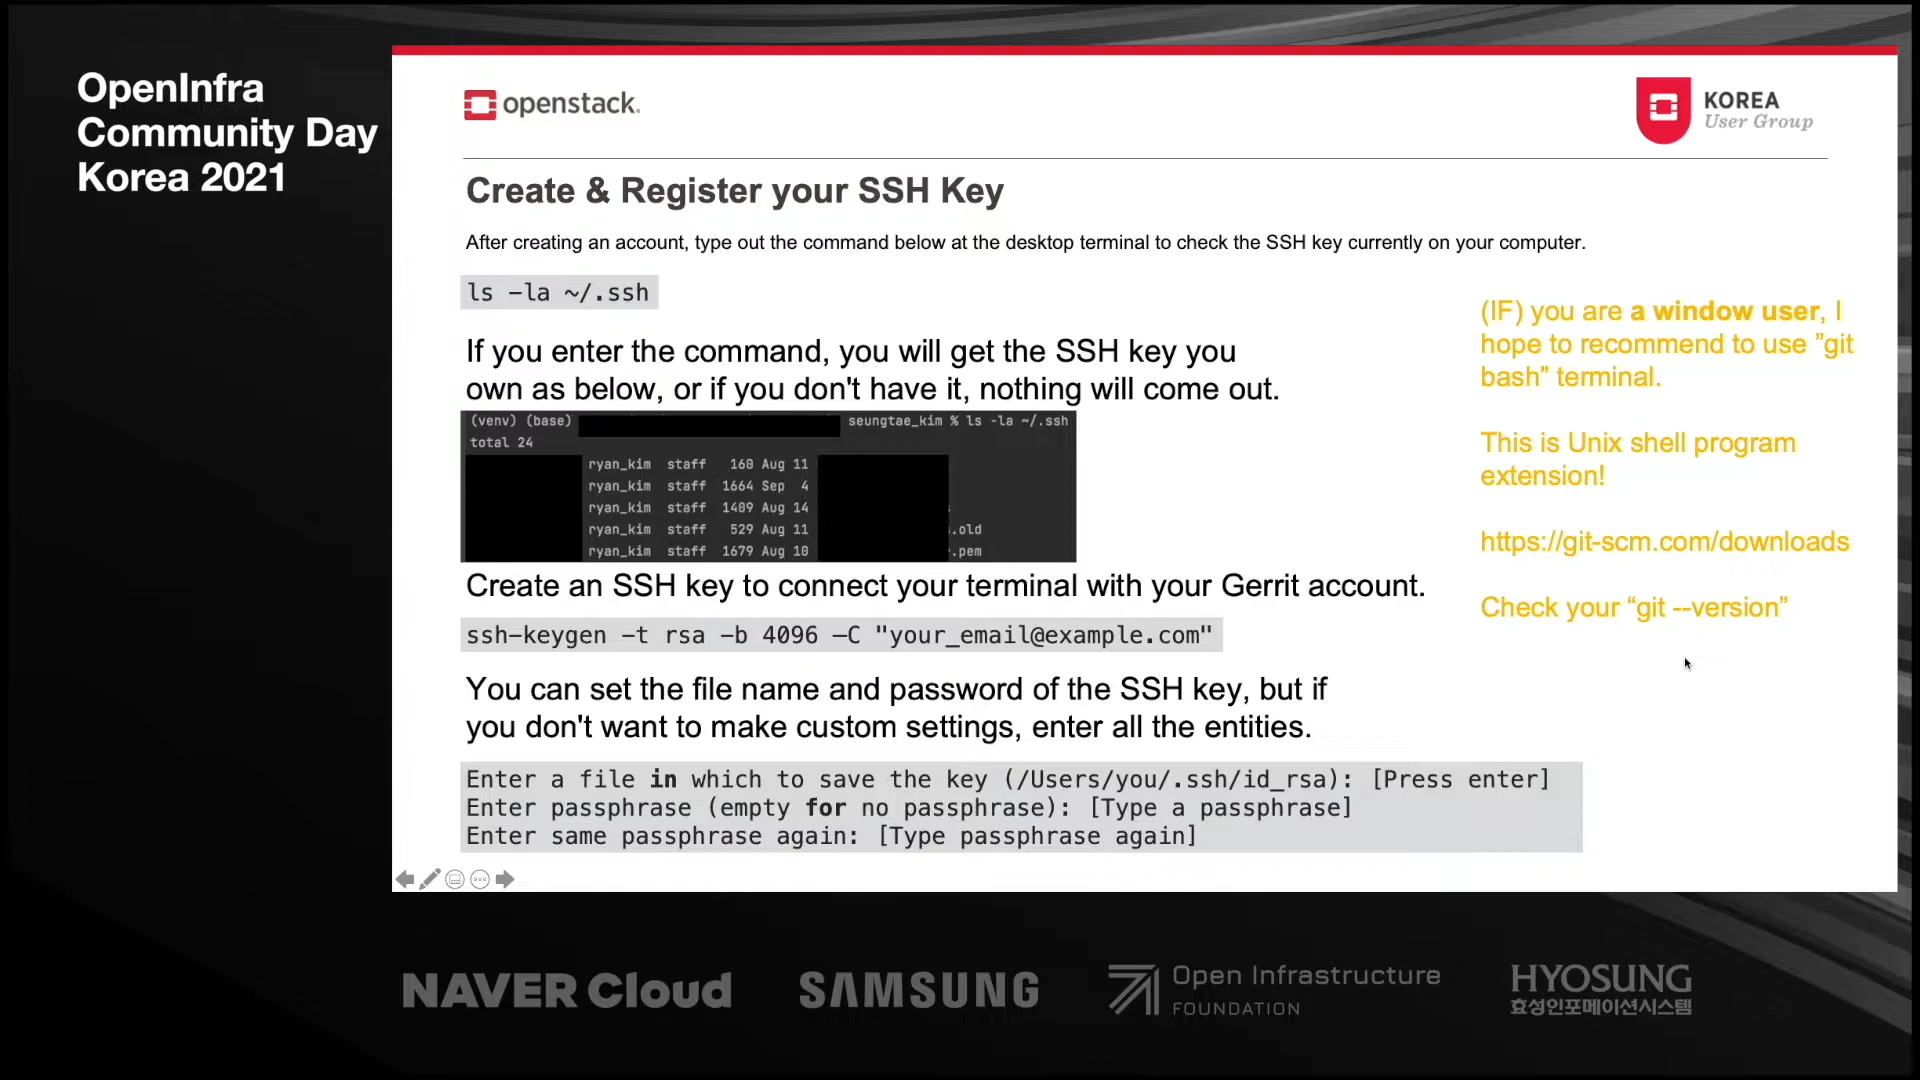 OpenInfra
Community Day
Korea 2021
openstack.
KOREA
User Group
Create & Register your SSH Key
After creating an account, type out the command below at the desktop terminal to check the SSH key currently on your computer.
ls -la ~/.ssh
If you enter the command, you will get the SSH key you
own as below, or if you don't have it, nothing will come out.
(venv) (base) seungtae_kim % ls -la ~/.ssh
total 24
ryan_kim staff 160 Aug 11
ryan_kim staff 1664 Sep 4
ryan_kim staff 1409 Aug 14
ryan_kim staff 529 Aug 11 .old
ryan_kim staff 1679 Aug 10 .pem
Create an SSH key to connect your terminal with your Gerrit account.
ssh-keygen -t rsa -b 4096 -C "your_email@example.com"
You can set the file name and password of the SSH key, but if
you don't want to make custom settings, enter all the entities.
Enter a file in which to save the key (/Users/you/.ssh/id_rsa): [Press enter]
Enter passphrase (empty for no passphrase): [Type a passphrase]
Enter same passphrase again: [Type passphrase again]
(IF) you are a window user, I
hope to recommend to use ”git
bash” terminal.
This is Unix shell program
extension!
https://git-scm.com/downloads
Check your “git --version”
NAVER Cloud
SAMSUNG
Open Infrastructure
FOUNDATION
HYOSUNG
효성인포메이션시스템